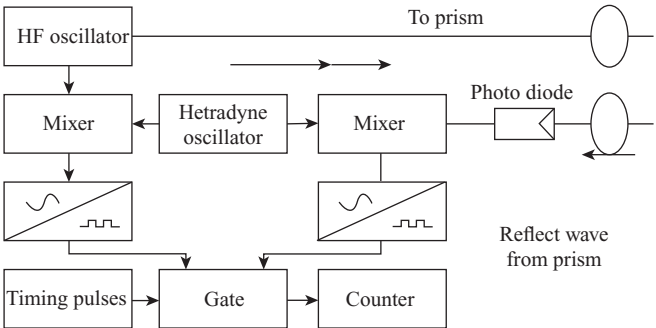 HF oscillator
To prism
Photo diode
Mixer
Hetradyne
oscillator
Mixer
Reflect wave
from prism
Timing pulses
Gate
Counter